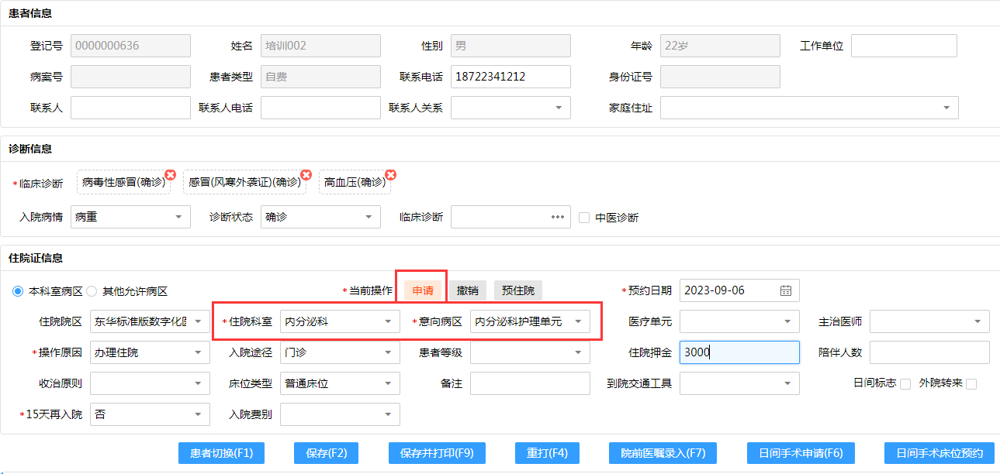 患者信息
登记号 0000000636 姓名 培训002 性别 男 年龄 22岁 工作单位
病案号 患者类型 自费 联系电话 18722341212 身份证号
联系人 联系人电话 联系人关系 家庭住址
诊断信息
*临床诊断 病毒性感冒(确诊) 感冒(风寒外袭证)(确诊) 高血压(确诊)
入院病情 病重 诊断状态 确诊 临床诊断 ••• 中医诊断
住院证信息
本科室病区 其他允许病区 *当前操作 申请 撤销 预住院 *预约日期 2023-09-06
住院院区 东华标准版数字化 *住院科室 内分泌科 *意向病区 内分泌科护理单元 医疗单元 主治医师
*操作原因 办理住院 入院途径 门诊 患者等级 住院押金 3000 陪伴人数
收治原则 床位类型 普通床位 备注 到院交通工具 日间标志 外院转来
*15天再入院 否 入院费别
患者切换(F1) 保存(F2) 保存并打印(F9) 重打(F4) 院前医嘱录入(F7) 日间手术申请(F6) 日间手术床位预约